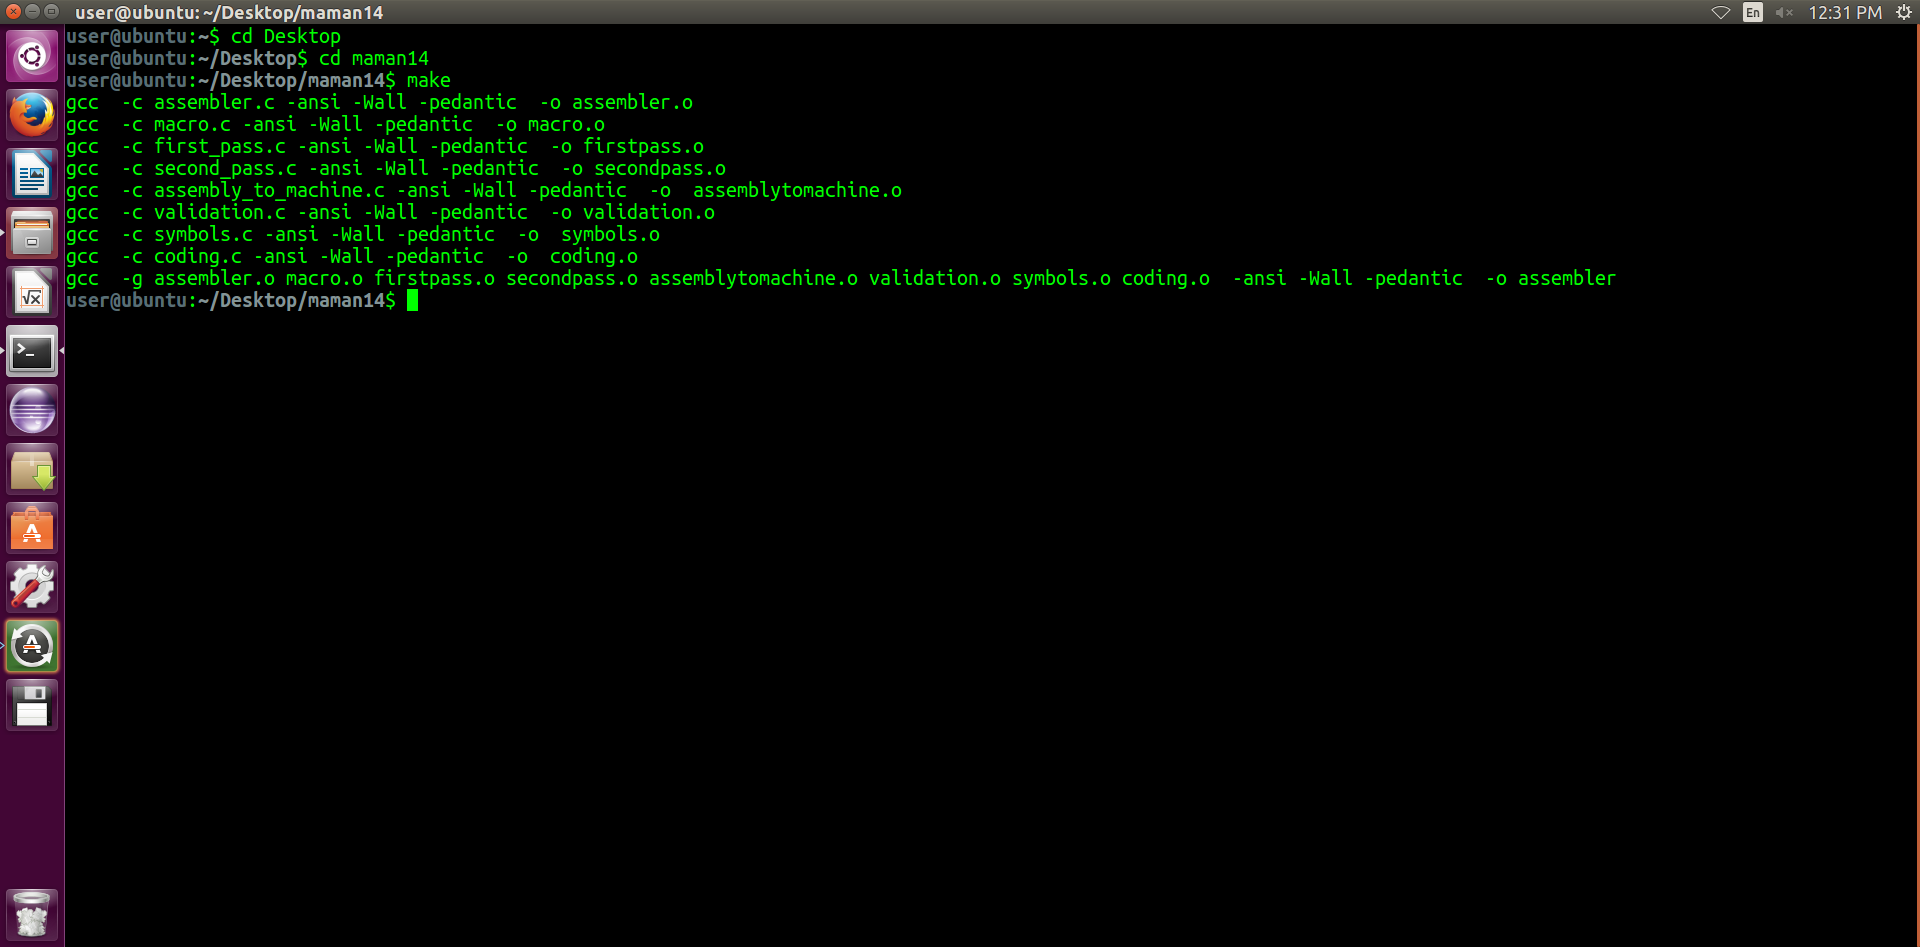 user@ubuntu: ~/Desktop/maman14
En
12:31 PM
user@ubuntu:~$ cd Desktop
user@ubuntu:~/Desktop$ cd maman14
user@ubuntu:~/Desktop/maman14$ make
gcc  -c assembler.c -ansi -Wall -pedantic  -o assembler.o
gcc  -c macro.c -ansi -Wall -pedantic  -o macro.o
gcc  -c first_pass.c -ansi -Wall -pedantic  -o firstpass.o
gcc  -c second_pass.c -ansi -Wall -pedantic  -o secondpass.o
gcc  -c assembly_to_machine.c -ansi -Wall -pedantic  -o  assemblytomachine.o
gcc  -c validation.c -ansi -Wall -pedantic  -o validation.o
gcc  -c symbols.c -ansi -Wall -pedantic  -o  symbols.o
gcc  -c coding.c -ansi -Wall -pedantic  -o  coding.o
gcc  -g assembler.o macro.o firstpass.o secondpass.o assemblytomachine.o validation.o symbols.o coding.o  -ansi -Wall -pedantic  -o assembler
user@ubuntu:~/Desktop/maman14$